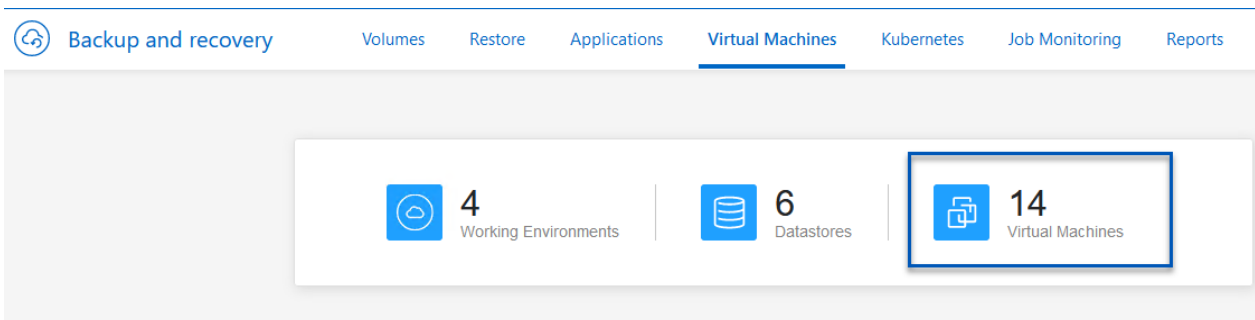 Backup and recovery Volumes Restore Applications Virtual Machines Kubernetes Job Monitoring Reports
4 6 14
Working Environments Datastores Virtual Machines